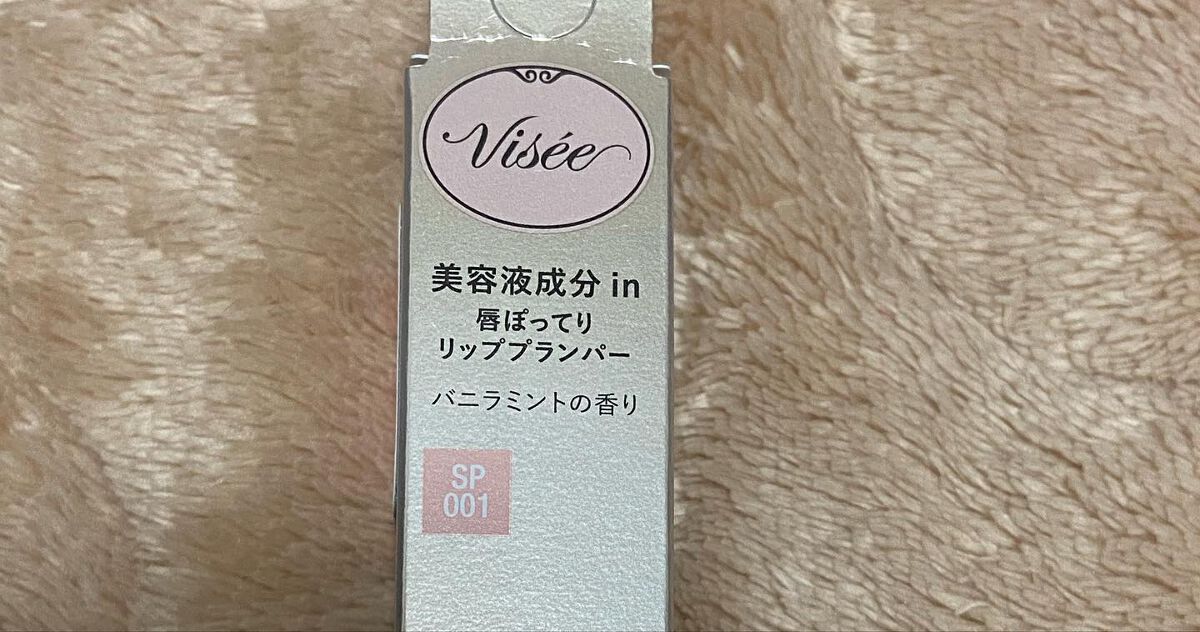 Visée
美容液成分 in
唇ぽってり
リッププランパー
バニラミントの香り
SP
001